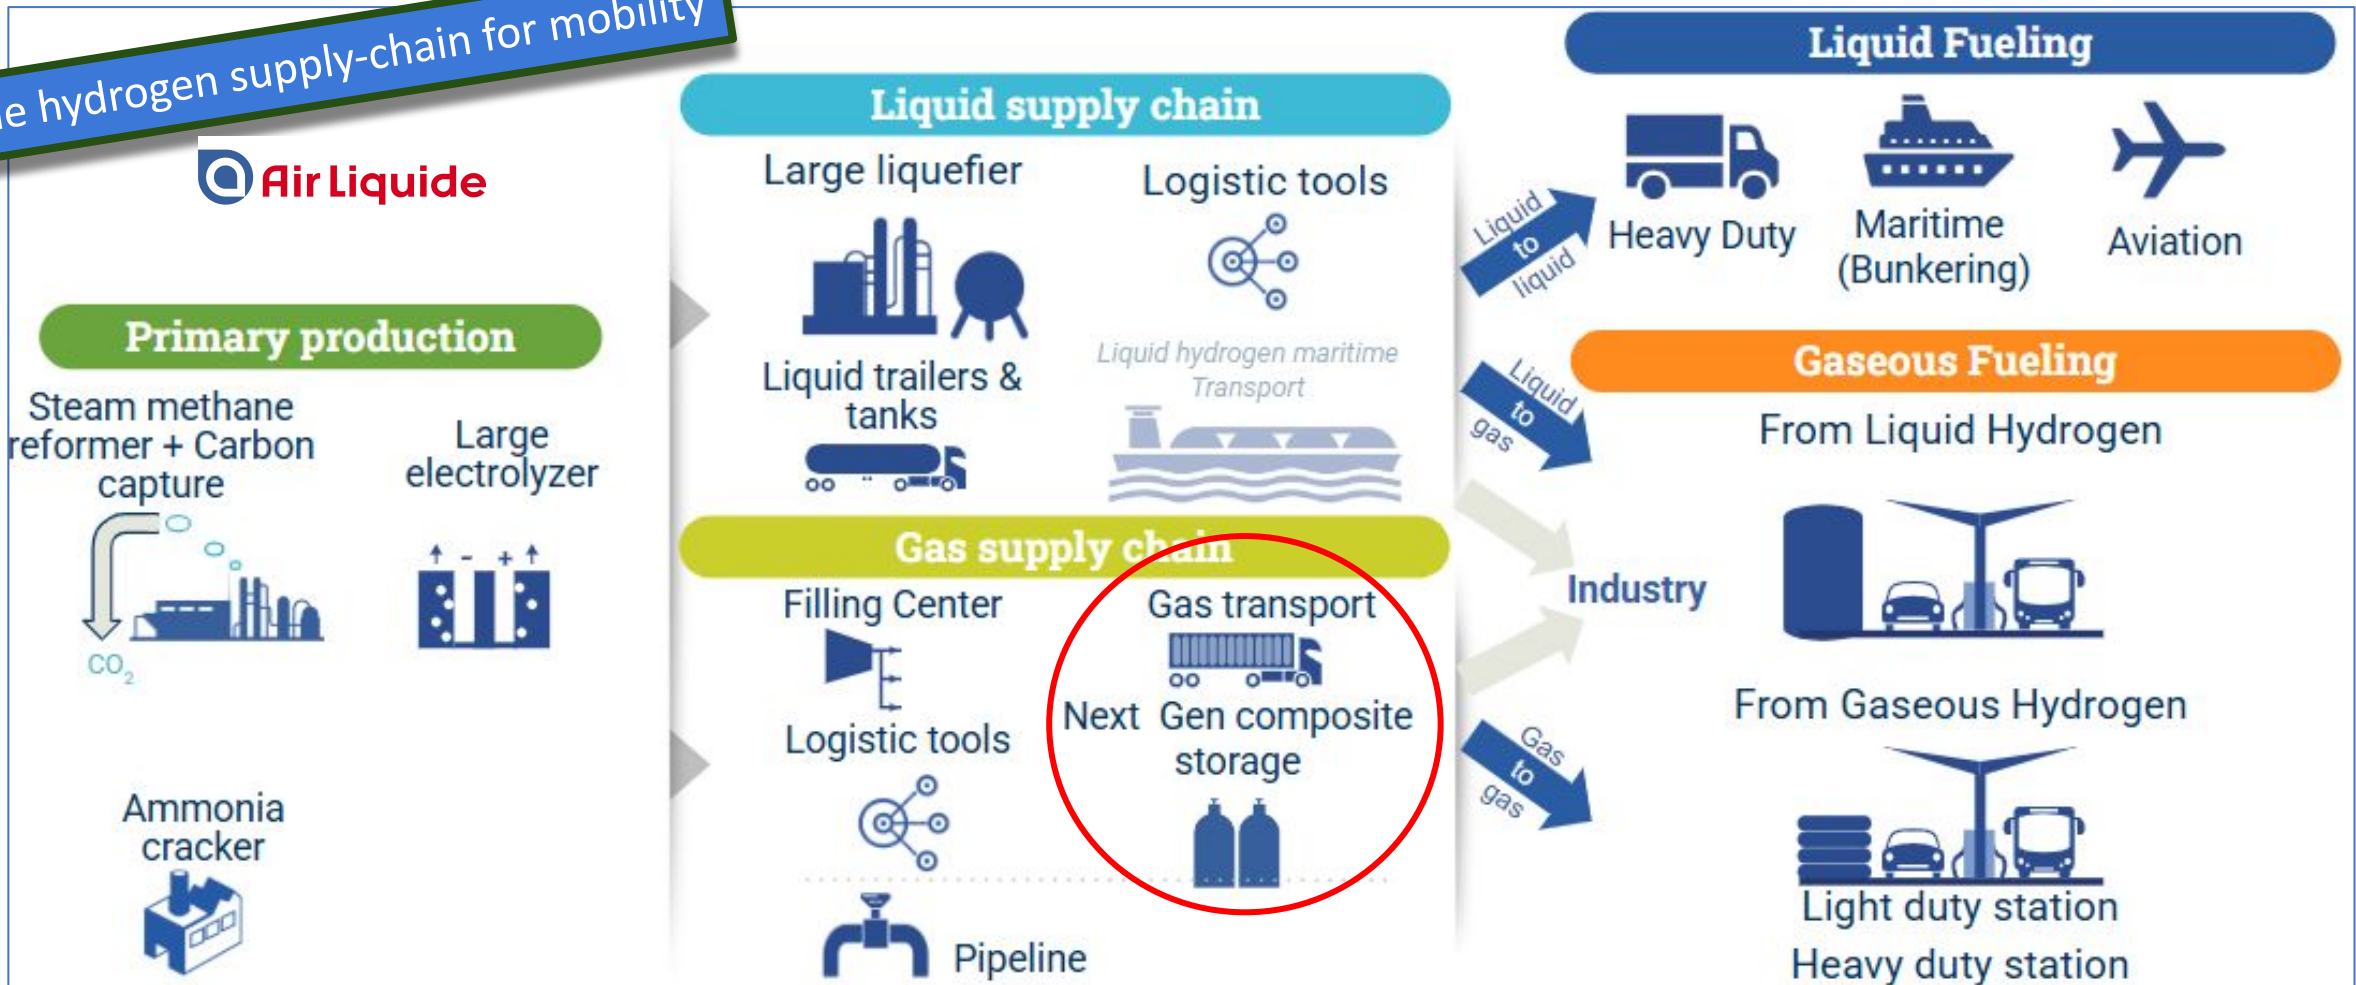 e hydrogen supply-chain for mobility
Air Liquide
Primary production
Steam methane
reformer + Carbon
capture
CO2
Large
electrolyzer
Ammonia
cracker
Liquid supply chain
Large liquefier
Logistic tools
Liquid trailers &
tanks
Liquid hydrogen maritime
Transport
Gas supply chain
Filling Center
Gas transport
Logistic tools
Next Gen composite
storage
Pipeline
Liquid
to
liquid
Liquid
to
gas
Industry
Gas
to
gas
Liquid Fueling
Heavy Duty
Maritime
(Bunkering)
Aviation
Gaseous Fueling
From Liquid Hydrogen
From Gaseous Hydrogen
Light duty station
Heavy duty station